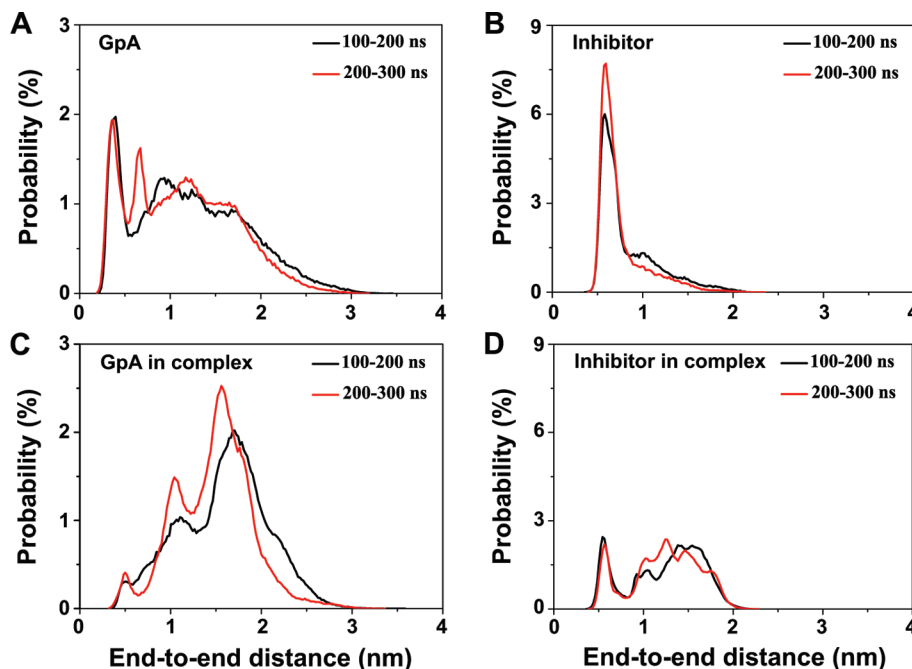 A
GpA
100-200 ns
200-300 ns
Probability (%)
3
2
1
0
0
1
2
3
4
B
Inhibitor
100-200 ns
200-300 ns
Probability (%)
9
6
3
0
0
1
2
3
4
C
GpA in complex
100-200 ns
200-300 ns
Probability (%)
3
2
1
0
0
1
2
3
4
End-to-end distance (nm)
D
Inhibitor in complex
100-200 ns
200-300 ns
Probability (%)
9
6
3
0
0
1
2
3
4
End-to-end distance (nm)